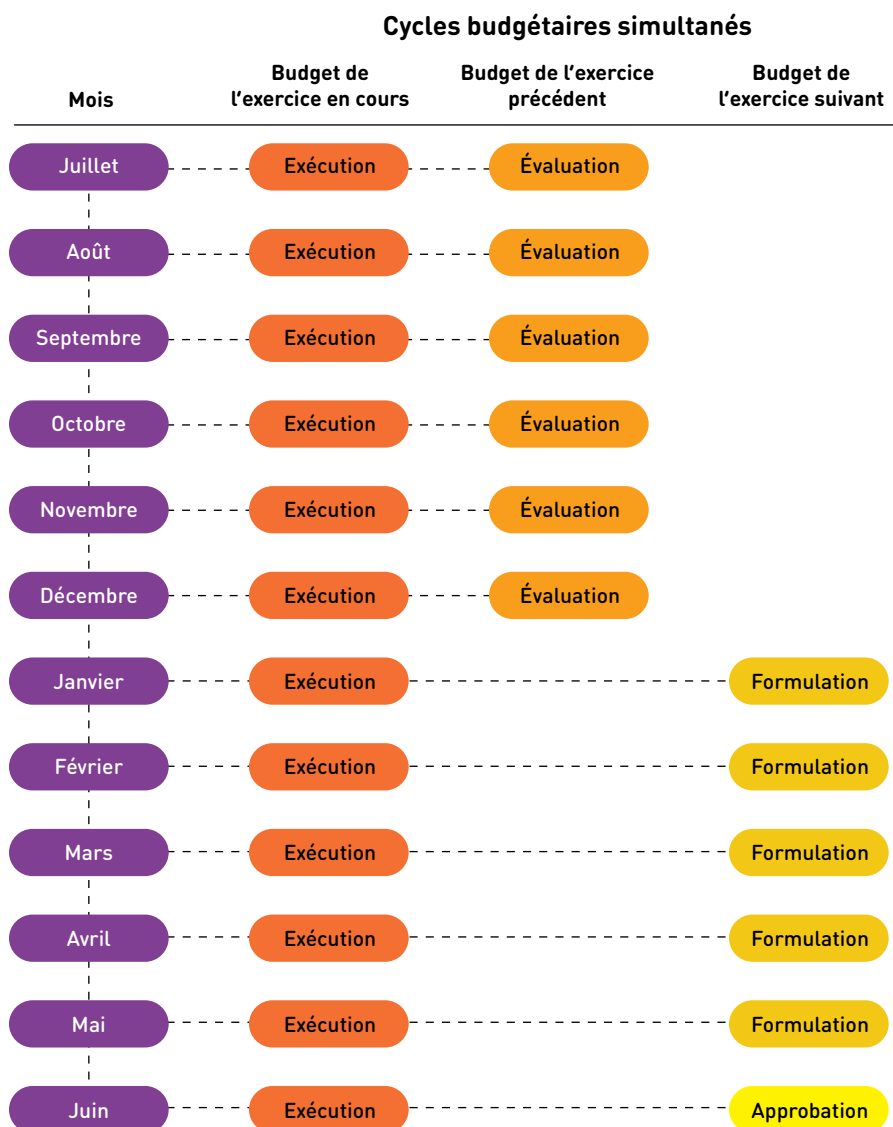 Cycles budgétaires simultanés
Mois
Budget de
l'exercice en cours
Budget de l'exercice
précédent
Budget de
l'exercice suivant
Juillet Exécution Évaluation
Août Exécution Évaluation
Septembre Exécution Évaluation
Octobre Exécution Évaluation
Novembre Exécution Évaluation
Décembre Exécution Évaluation
Janvier Exécution Formulation
Février Exécution Formulation
Mars Exécution Formulation
Avril Exécution Formulation
Mai Exécution Formulation
Juin Exécution Approbation